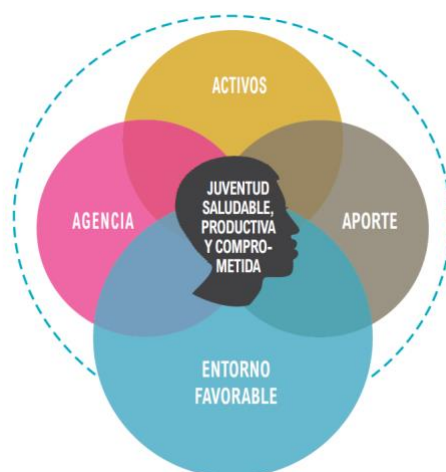 ACTIVOS
AGENCIA
JUVENTUD
SALUDABLE,
PRODUCTIVA
Y COMPRO-
METIDA
APORTE
ENTORNO
FAVORABLE